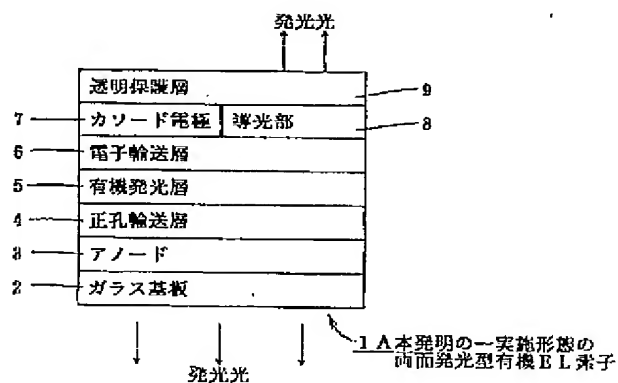 発光光
透明保護層 9
7 カソード電極 導光部 8
6 電子輸送層
5 有機発光層
4 正孔輸送層
3 アノード
2 ガラス基板
1A本発明の一実施形態の
両面発光型有機EL素子
発光光